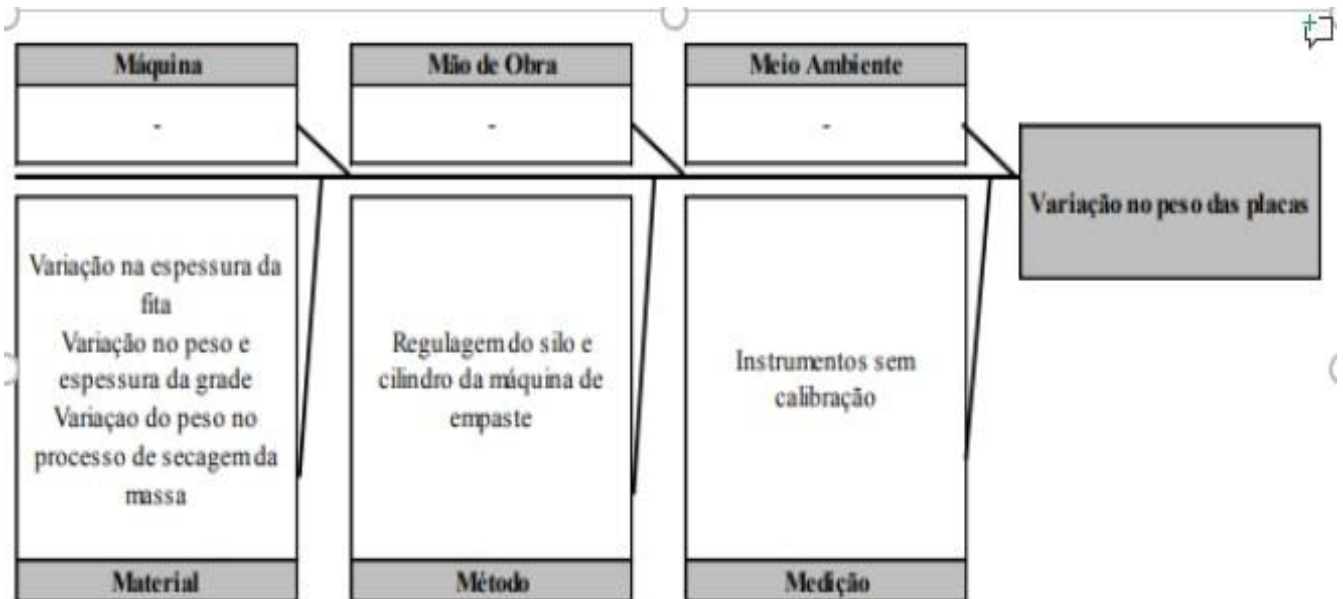 Máquina
Mão de Obra
Meio Ambiente
-
-
-
Variação no peso das placas
Variação na espessura da
fita
Variação no peso e
espessura da grade
Variaçao do peso no
processo de secagem da
massa
Regulagem do silo e
cilindro da máquina de
empaste
Instrumentos sem
calibração
Material
Método
Medição